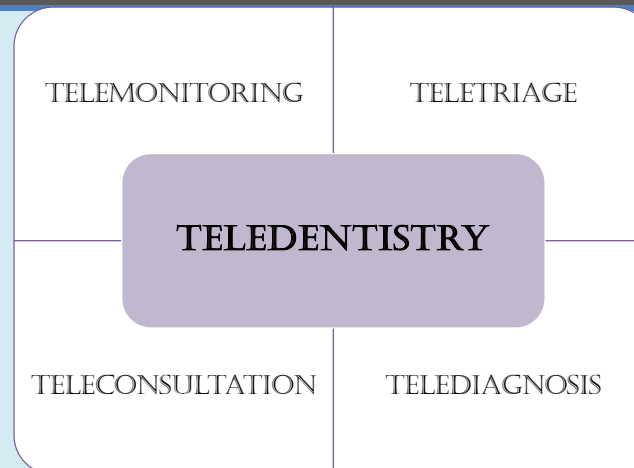 TELEMONITORING
TELETRIAGE
TELEDENTISTRY
TELECONSULTATION
TELEDIAGNOSIS